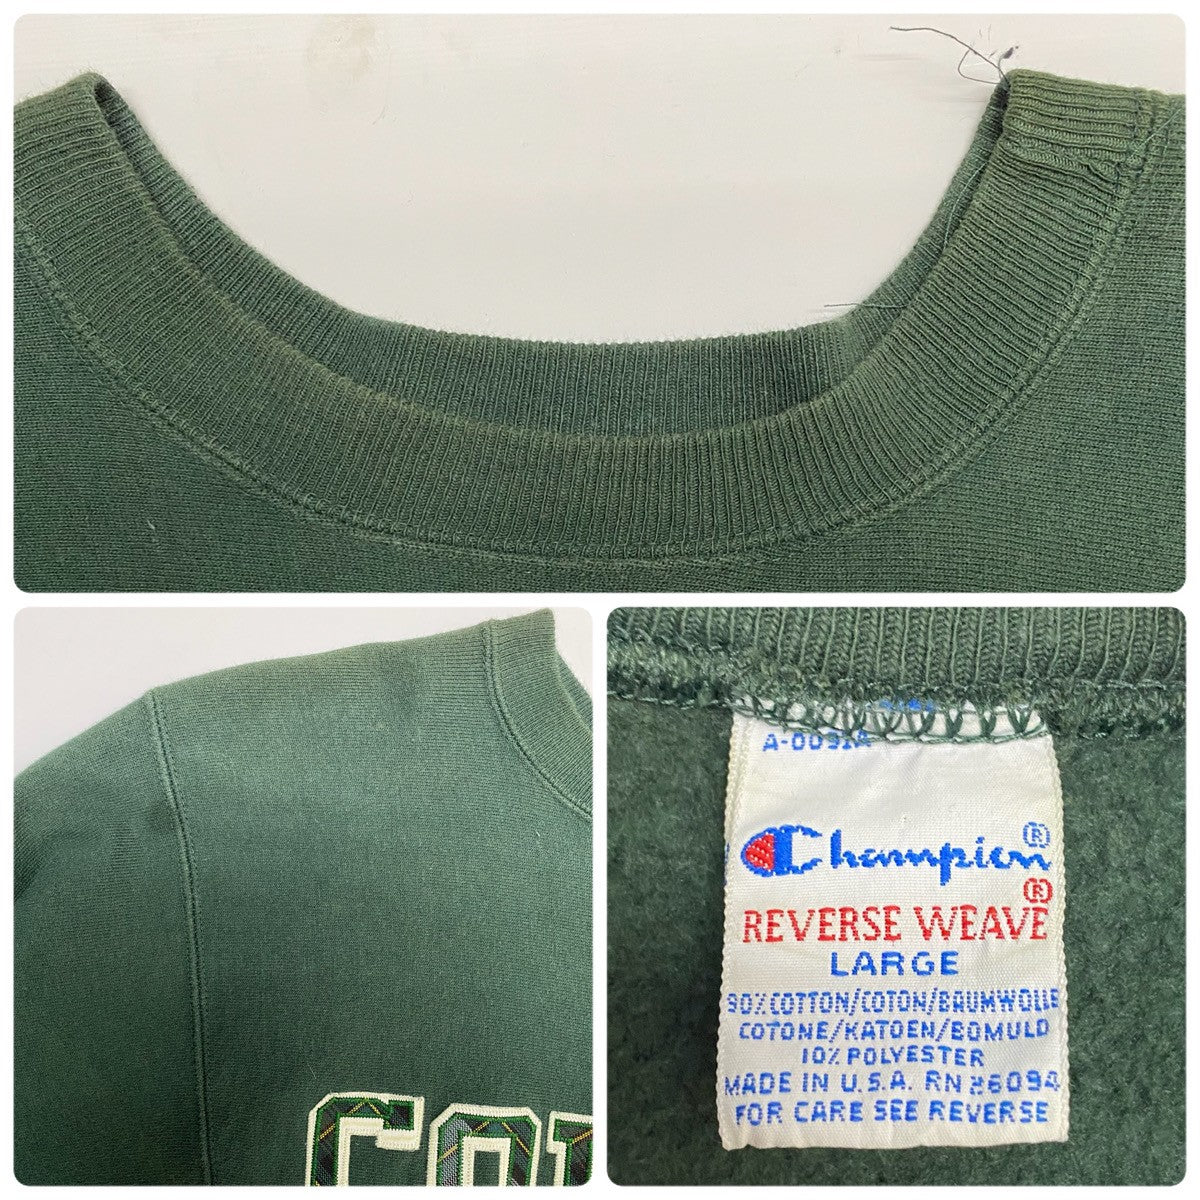 CO
A-0091A
Champion®
®
REVERSE WEAVE
LARGE
90% COTTON/COTON/BAUMWOLLE
COTONE/KATOEN/BOMULD
10% POLYESTER
MADE IN U.S.A. RN 26094
FOR CARE SEE REVERSE